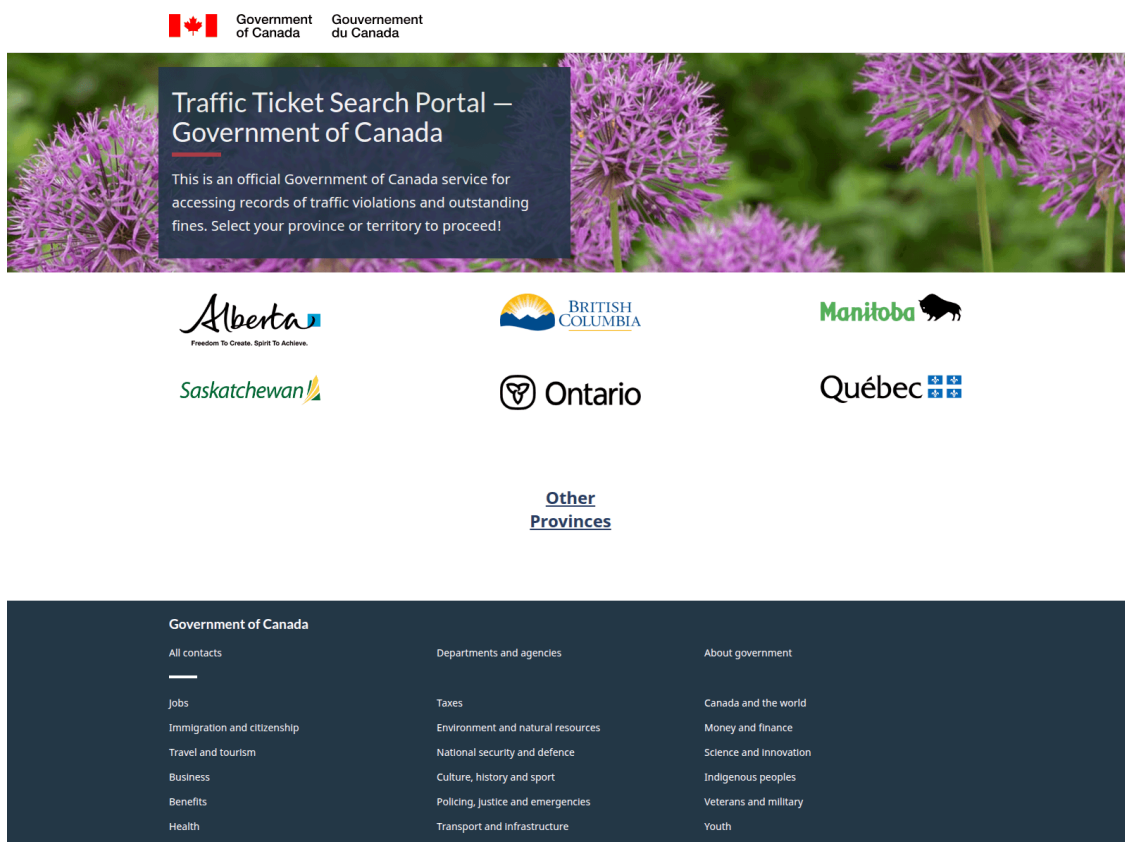 Government of Canada
Gouvernement du Canada
Traffic Ticket Search Portal —
Government of Canada
This is an official Government of Canada service for
accessing records of traffic violations and outstanding
fines. Select your province or territory to proceed!
Alberta
Freedom To Create. Spirit To Achieve.
BRITISH
COLUMBIA
Manitoba
Saskatchewan
Ontario
Québec
Other
Provinces
Government of Canada
All contacts
Departments and agencies
About government
Jobs
Taxes
Canada and the world
Immigration and citizenship
Environment and natural resources
Money and finance
Travel and tourism
National security and defence
Science and innovation
Business
Culture, history and sport
Indigenous peoples
Benefits
Policing, justice and emergencies
Veterans and military
Health
Transport and infrastructure
Youth